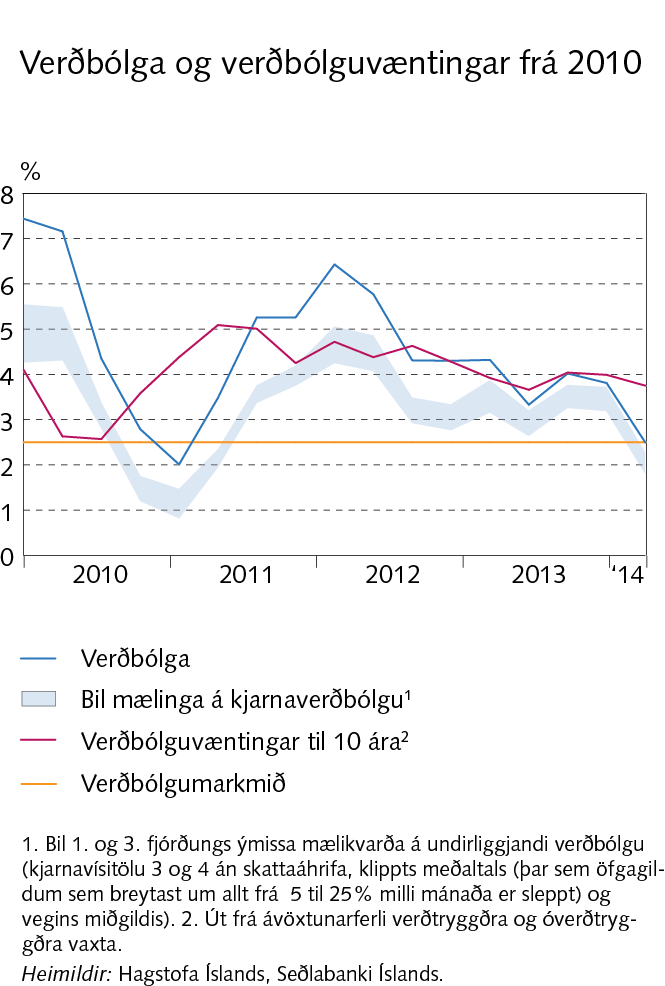 Verðbólga og verðbólguvæntingar frá 2010
%
8
7
6
5
4
3
2
1
0
2010 2011 2012 2013 ‘14
Verðbólga
Bil mælinga á kjarnaverðbólgu¹
Verðbólguvæntingar til 10 ára²
Verðbólgumarkmið
1. Bil 1. og 3. fjórðungs ýmissa mælikvarða á undirliggjandi verðbólgu
(kjarnavísitölu 3 og 4 án skattaáhrifa, klippts meðaltals (þar sem öfgagil-
dum sem breytast um allt frá 5 til 25% milli mánaða er sleppt) og
vegins miðgildis). 2. Út frá ávöxtunarferli verðtryggðra og óverðtryg-
gðra vaxta.
Heimildir: Hagstofa Íslands, Seðlabanki Íslands.